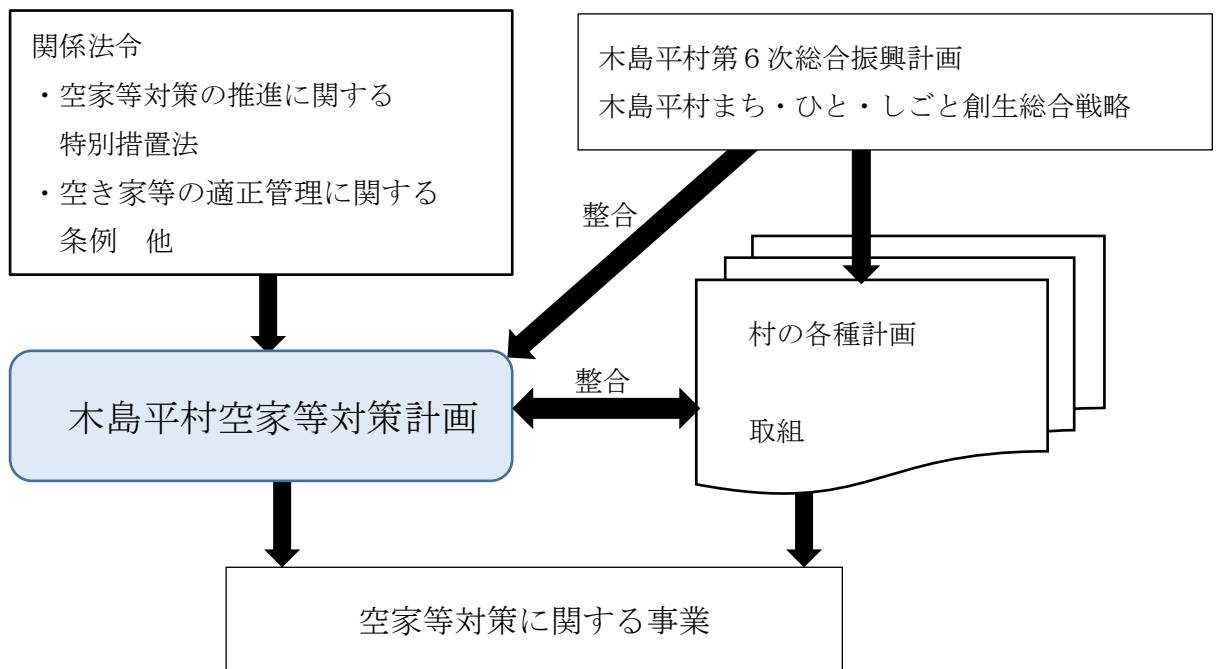 関係法令
・空家等対策の推進に関する
特別措置法
・空き家等の適正管理に関する
条例　他
木島平村第６次総合振興計画
木島平村まち・ひと・しごと創生総合戦略
整合
木島平村空家等対策計画
整合
村の各種計画
取組
空家等対策に関する事業